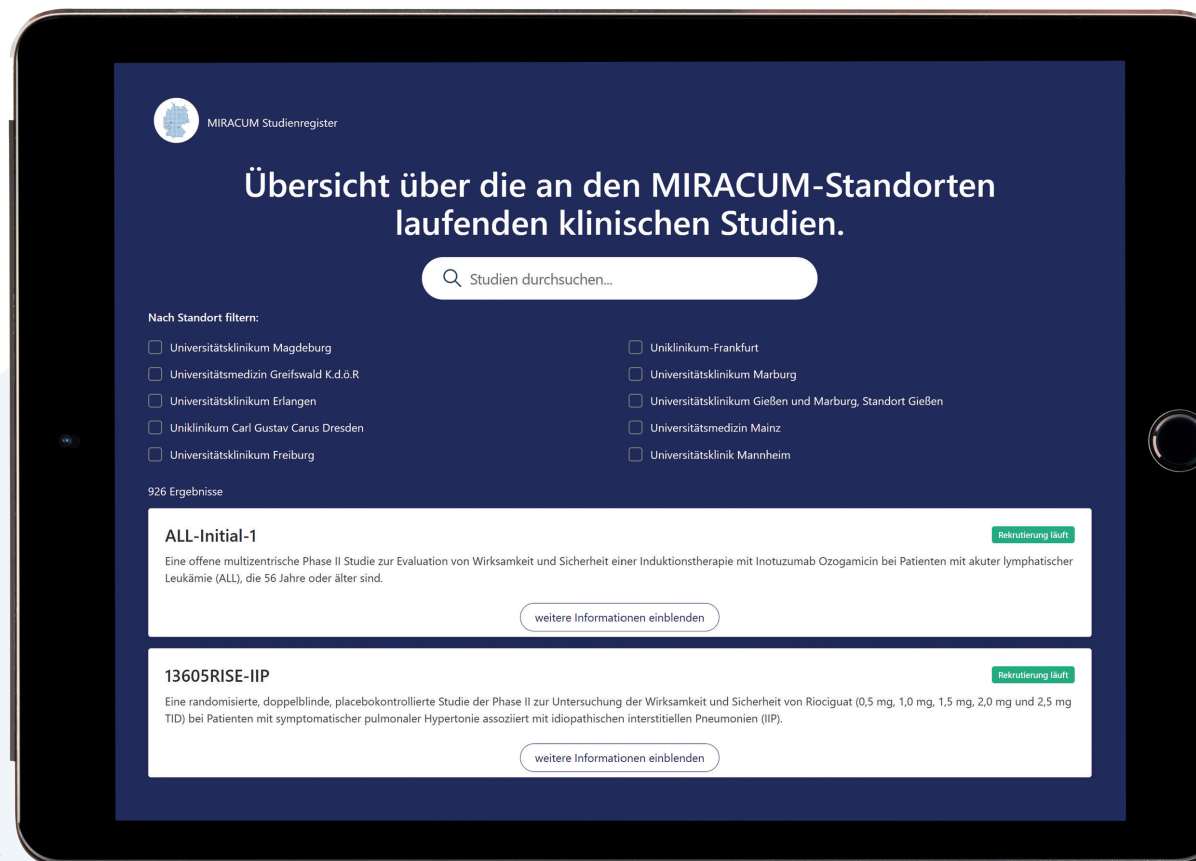 MIRACUM Studienregister
Übersicht über die an den MIRACUM-Standorten
laufenden klinischen Studien.
Studien durchsuchen...
Nach Standort filtern:
Universitätsklinikum Magdeburg
Universitätsmedizin Greifswald K.d.ö.R
Universitätsklinikum Erlangen
Uniklinikum Carl Gustav Carus Dresden
Universitätsklinikum Freiburg
Uniklinikum-Frankfurt
Universitätsklinikum Marburg
Universitätsklinikum Gießen und Marburg, Standort Gießen
Universitätsmedizin Mainz
Universitätsklinik Mannheim
926 Ergebnisse
ALL-Initial-1
Rekrutierung läuft
Eine offene multizentrische Phase II Studie zur Evaluation von Wirksamkeit und Sicherheit einer Induktionstherapie mit Inotuzumab Ozogamicin bei Patienten mit akuter lymphatischer
Leukämie (ALL), die 56 Jahre oder älter sind.
weitere Informationen einblenden
13605RISE-IIP
Rekrutierung läuft
Eine randomisierte, doppelblinde, placebokontrollierte Studie der Phase II zur Untersuchung der Wirksamkeit und Sicherheit von Riociguat (0,5 mg, 1,0 mg, 1,5 mg, 2,0 mg und 2,5 mg
TID) bei Patienten mit symptomatischer pulmonaler Hypertonie assoziiert mit idiopathischen interstitiellen Pneumonien (IIP).
weitere Informationen einblenden